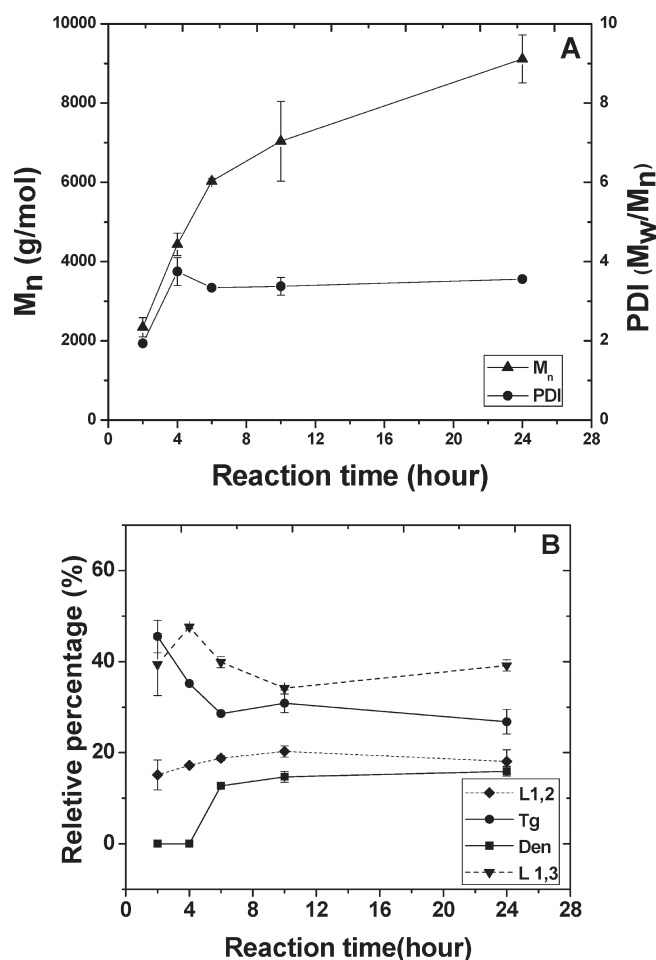 A
10000
8000
6000
4000
2000
0
10
8
6
4
2
0
Mn (g/mol)
PDI (Mw/Mn)
Mn
PDI
0 4 8 12 16 20 24 28
Reaction time (hour)
B
60
40
20
0
Reletive percentage (%)
L1,2
Tg
Den
L 1,3
0 4 8 12 16 20 24 28
Reaction time(hour)